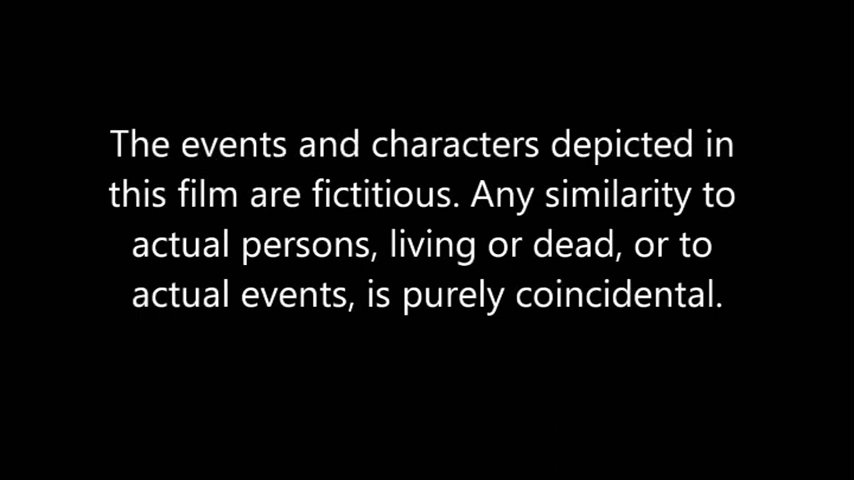 The events and characters depicted in
this film are fictitious. Any similarity to
actual persons, living or dead, or to
actual events, is purely coincidental.